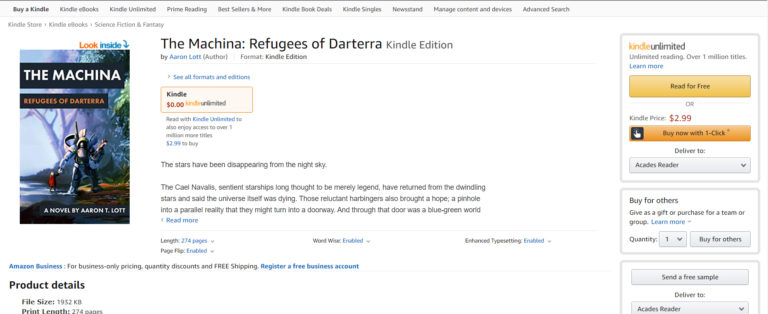 Buy a Kindle Kindle eBooks Kindle Unlimited Prime Reading Best Sellers & More Kindle Book Deals Kindle Singles Newsstand Manage content and devices Advanced Search
Kindle Store › Kindle eBooks › Science Fiction & Fantasy
Look inside
THE MACHINA
REFUGEES OF DARTERRA
A NOVEL BY AARON T. LOTT
The Machina: Refugees of Darterra Kindle Edition
by Aaron Lott (Author) Format: Kindle Edition
› See all formats and editions
Kindle
$0.00 kindleunlimited
Read with Kindle Unlimited to
also enjoy access to over 1
million more titles
$2.99 to buy
The stars have been disappearing from the night sky.
The Cael Navalis, sentient starships long thought to be merely legend, have returned from the dwindling
stars and said the universe itself was dying. Those reluctant harbingers also brought a hope; a pinhole
into a parallel reality that they might turn into a doorway. And through that door was a blue-green world
› Read more
Length: 274 pages Word Wise: Enabled Enhanced Typesetting: Enabled
Page Flip: Enabled
Amazon Business : For business-only pricing, quantity discounts and FREE Shipping. Register a free business account
Product details
File Size: 1932 KB
Print Length: 274 pages
kindleunlimited
Unlimited reading. Over 1 million titles.
Learn more
Read for Free
OR
Kindle Price: $2.99
Buy now with 1-Click
Deliver to:
Acades Reader
Buy for others
Give as a gift or purchase for a team or
group. Learn more
Quantity: 1 Buy for others
Send a free sample
Deliver to:
Acades Reader